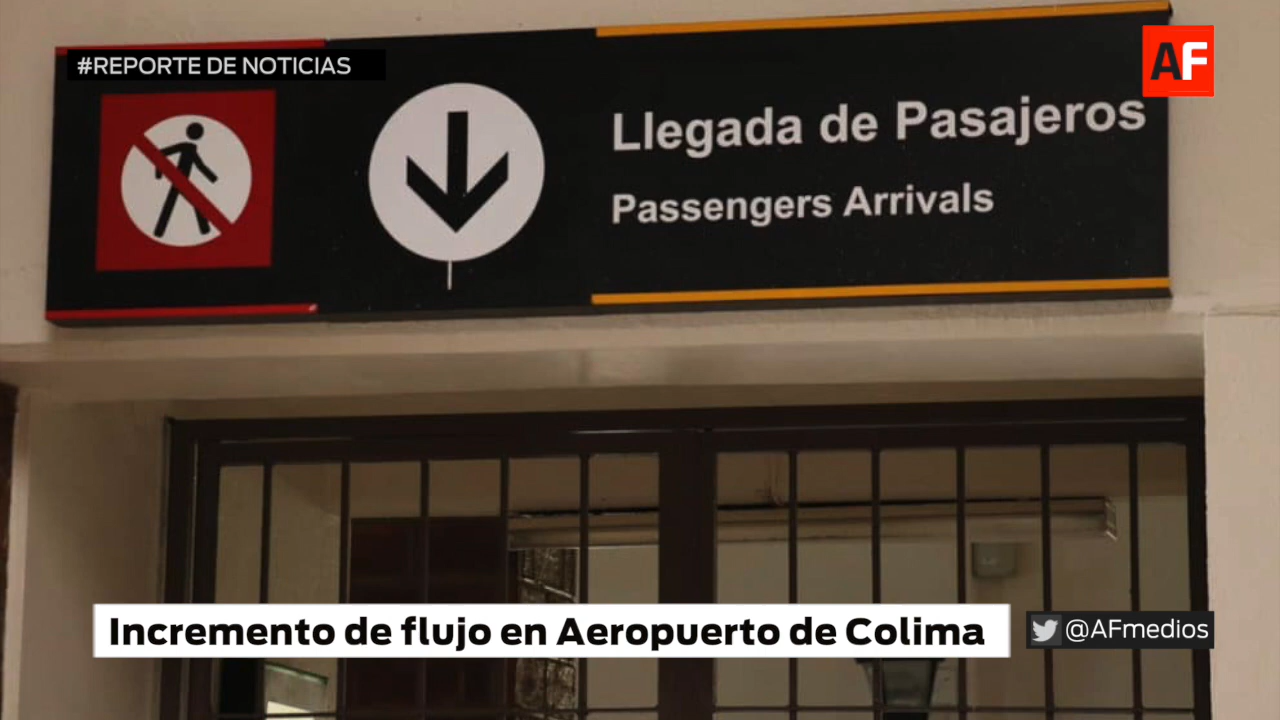 #REPORTE DE NOTICIAS
AF
Llegada de Pasajeros
Passengers Arrivals
Incremento de flujo en Aeropuerto de Colima
@AFmedios